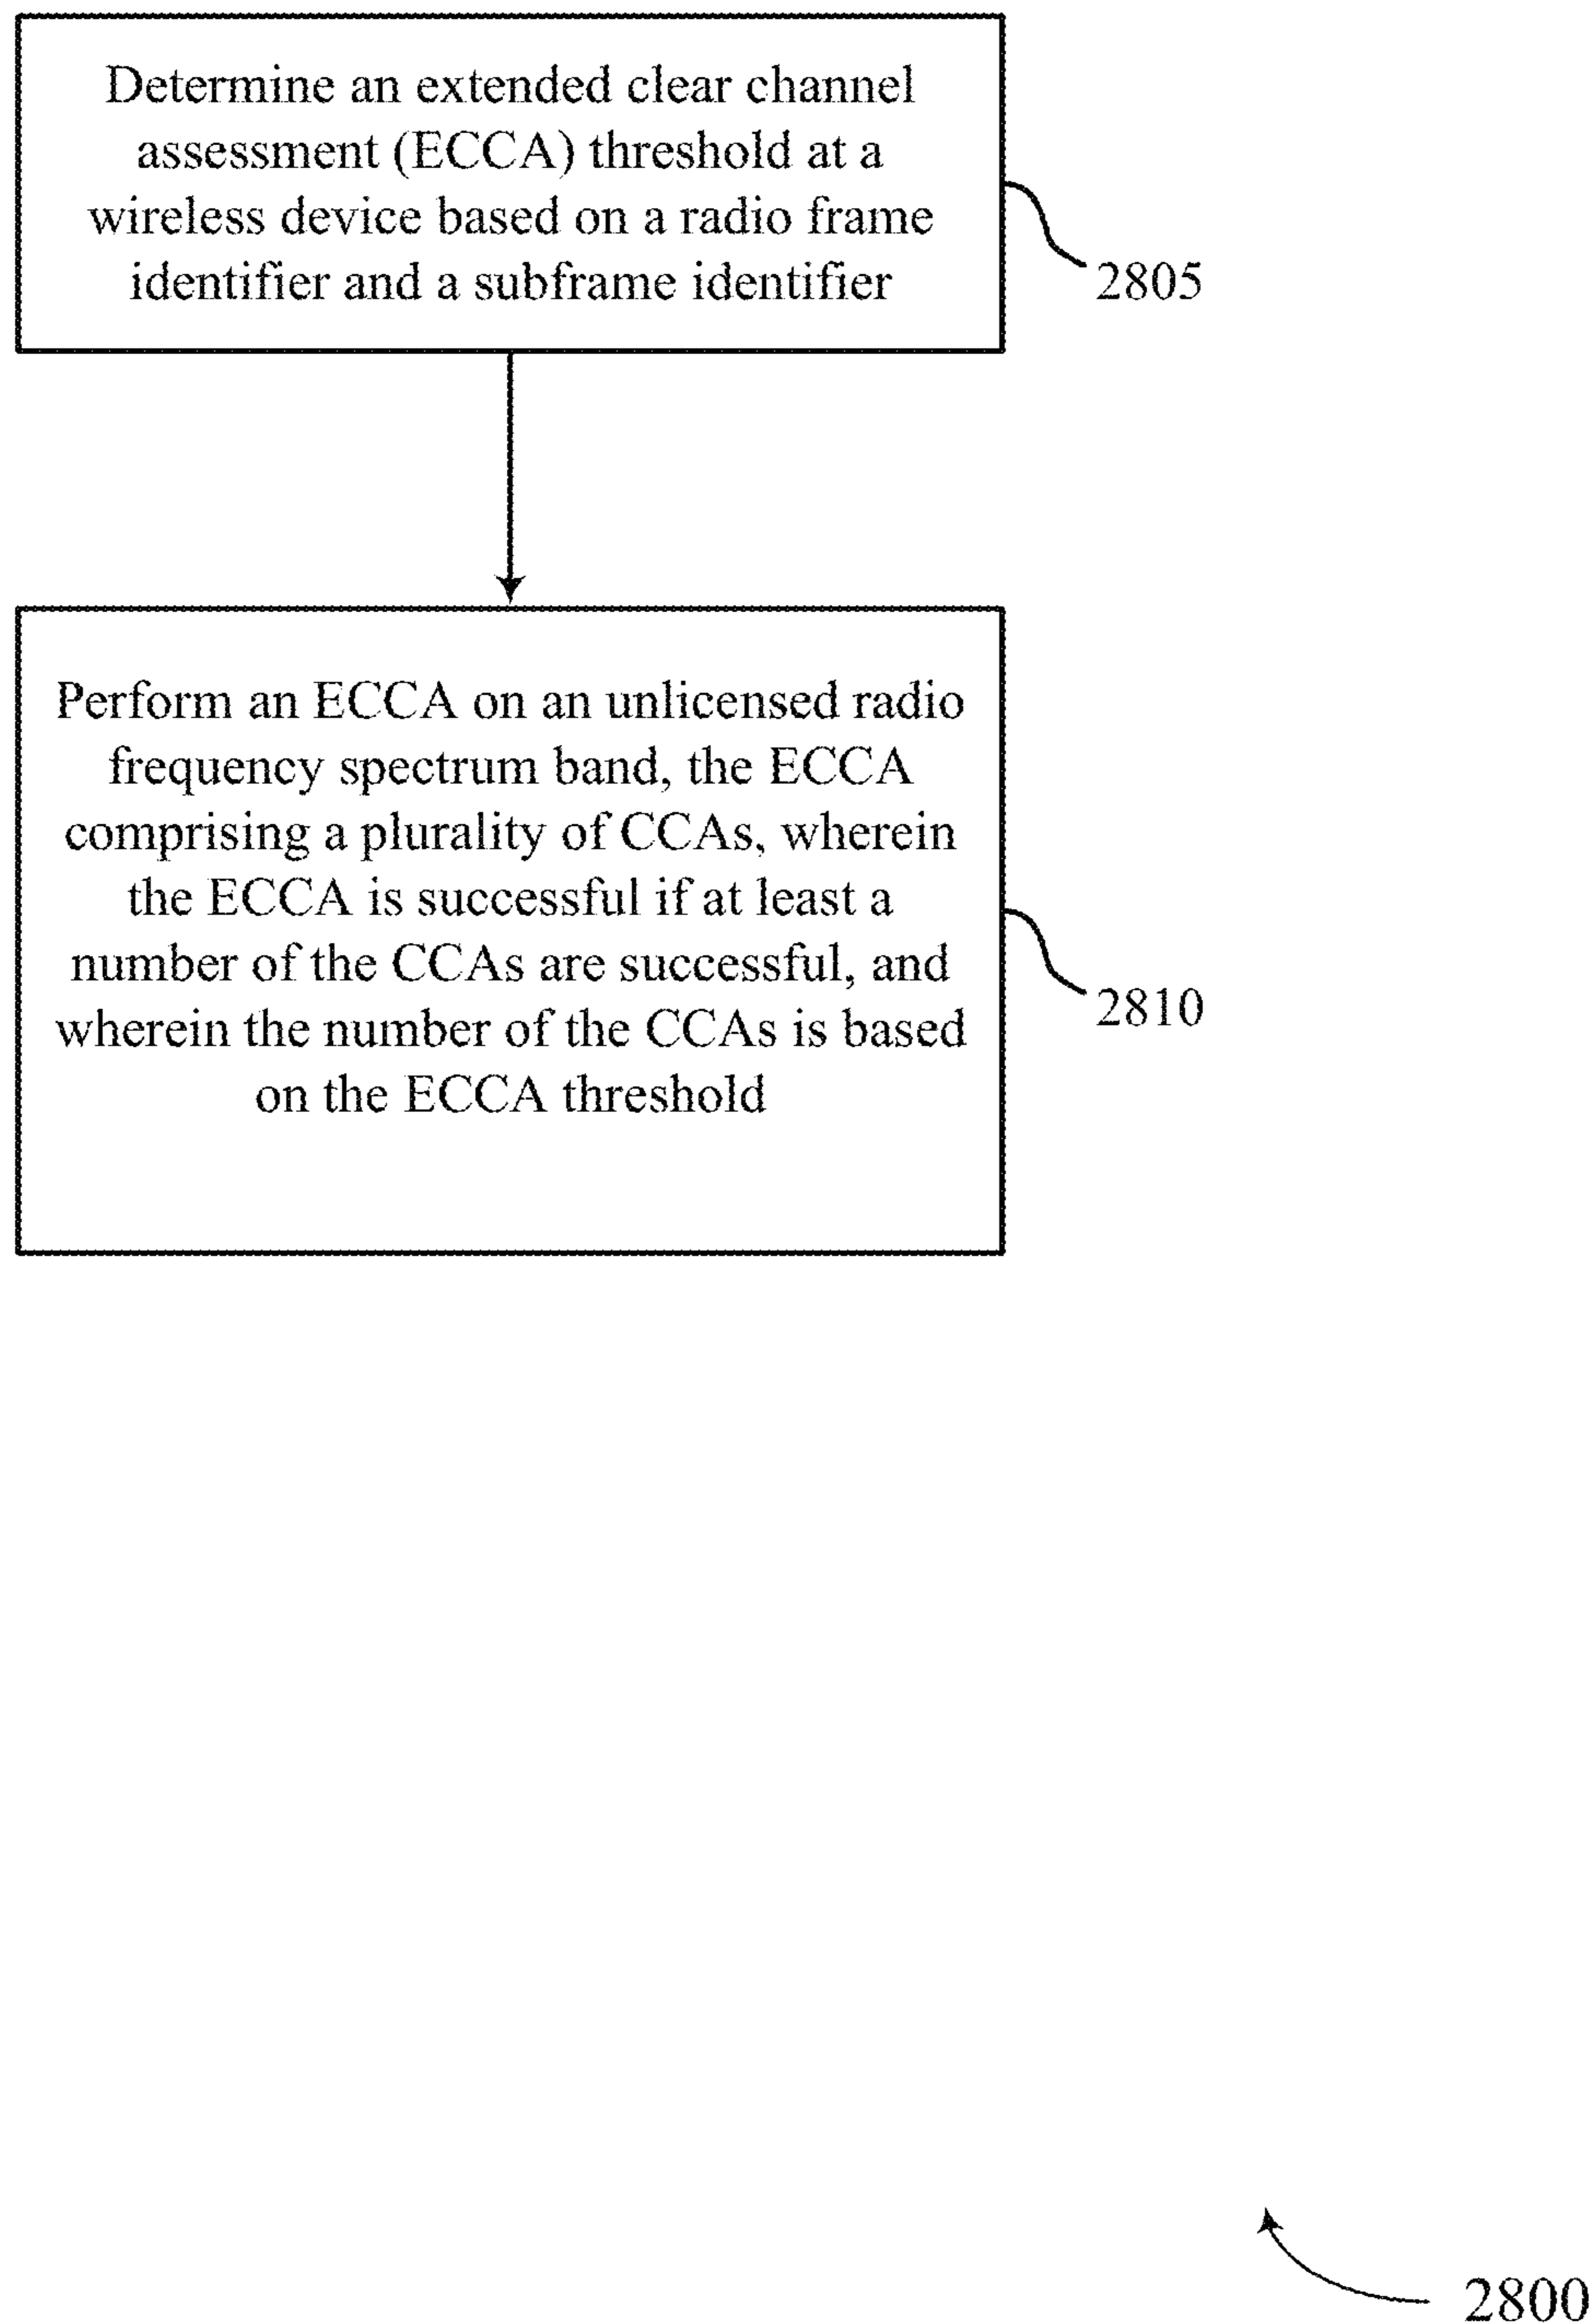 Determine an extended clear channel
assessment (ECCA) threshold at a
wireless device based on a radio frame
identifier and a subframe identifier
2805
Perform an ECCA on an unlicensed radio
frequency spectrum band, the ECCA
comprising a plurality of CCAs, wherein
the ECCA is successful if at least a
number of the CCAs are successful, and
wherein the number of the CCAs is based
on the ECCA threshold
2810
2800